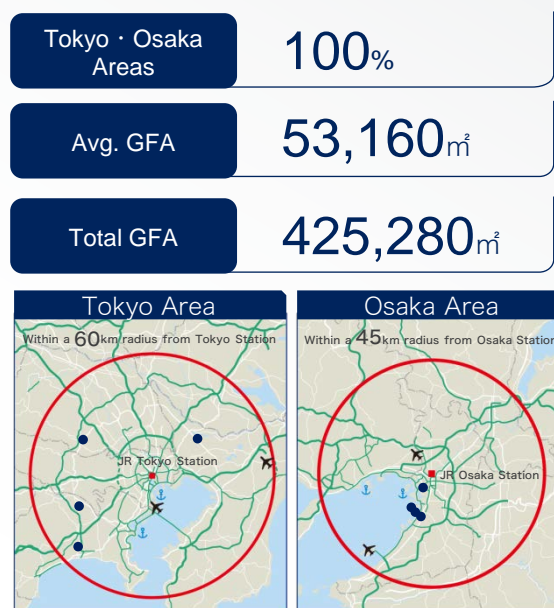 Tokyo・Osaka
Areas
100%
Avg. GFA
53,160㎡
Total GFA
425,280㎡
Tokyo Area
Within a 60km radius from Tokyo Station
JR Tokyo Station
Osaka Area
Within a 45km radius from Osaka Station
JR Osaka Station